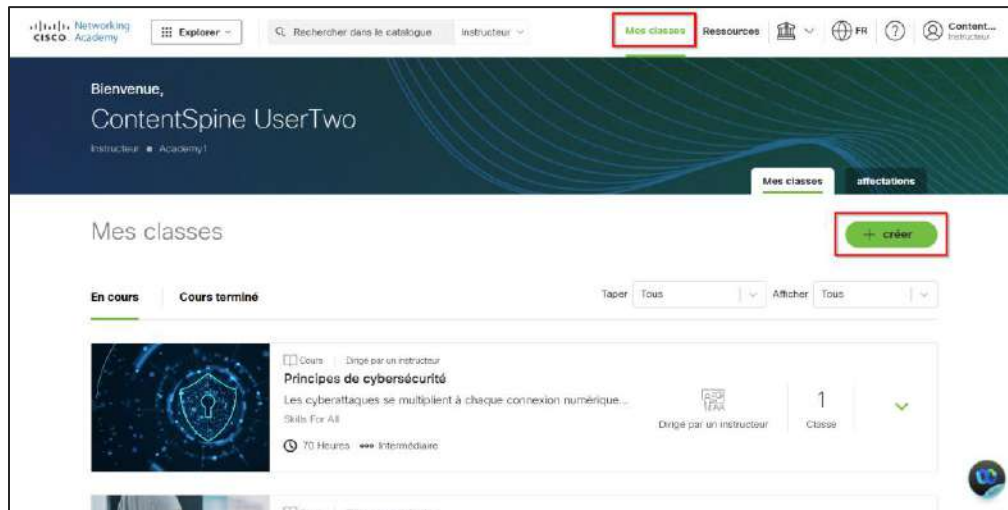 Networking
CISCO Academy
Explorer
Rechercher dans le catalogue
Instructeur
Mes classes
Ressources
FR
Content...
Instructeur
Bienvenue,
ContentSpine UserTwo
Instructeur Academy1
Mes classes
affectations
Mes classes
+ créer
En cours
Cours terminé
Taper Tous
Afficher Tous
Cours Dirigé par un instructeur
Principes de cybersécurité
Les cyberattaques se multiplient à chaque connexion numérique...
Skills For All
70 Heures Intermédiaire
Dirigé par un instructeur
1
Classe